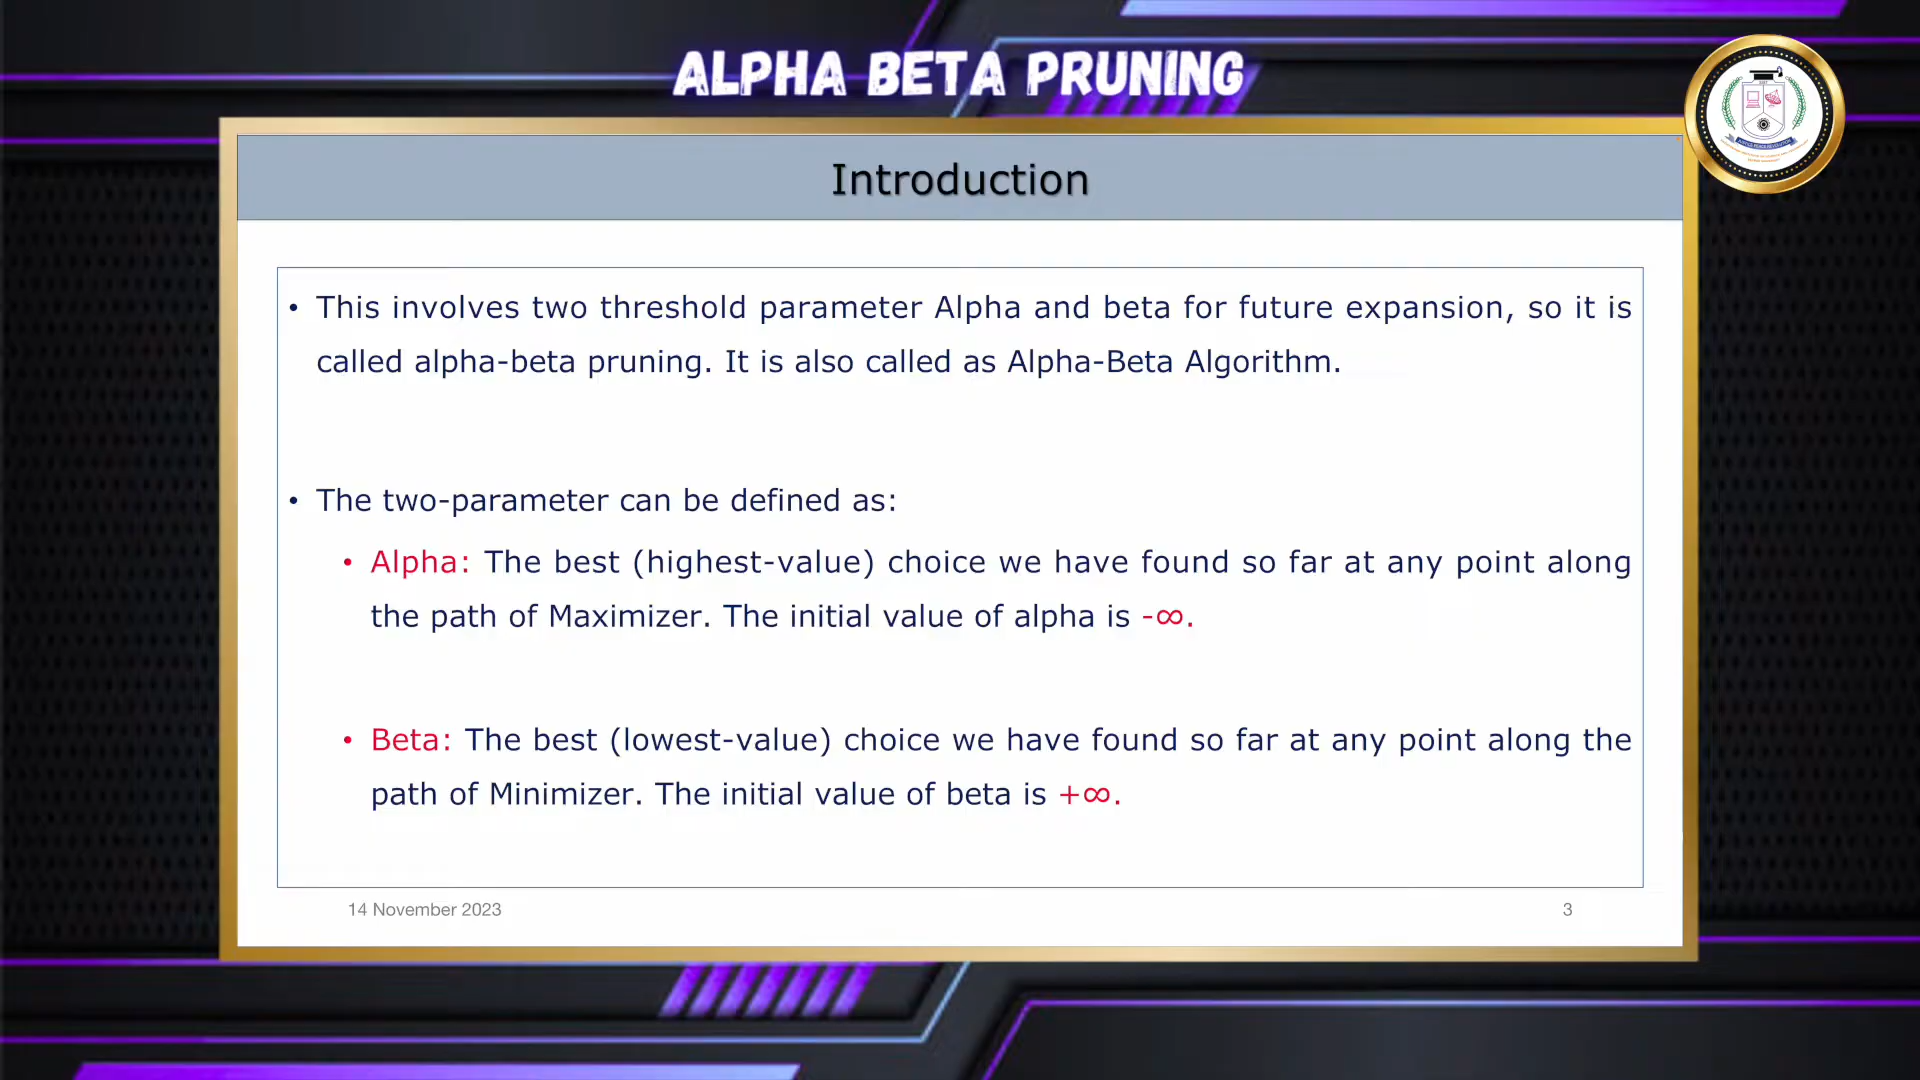 ALPHA BETA PRUNING
Introduction
• This involves two threshold parameter Alpha and beta for future expansion, so it is
called alpha-beta pruning. It is also called as Alpha-Beta Algorithm.
• The two-parameter can be defined as:
• Alpha: The best (highest-value) choice we have found so far at any point along
the path of Maximizer. The initial value of alpha is -∞.
• Beta: The best (lowest-value) choice we have found so far at any point along the
path of Minimizer. The initial value of beta is +∞.
14 November 2023
3